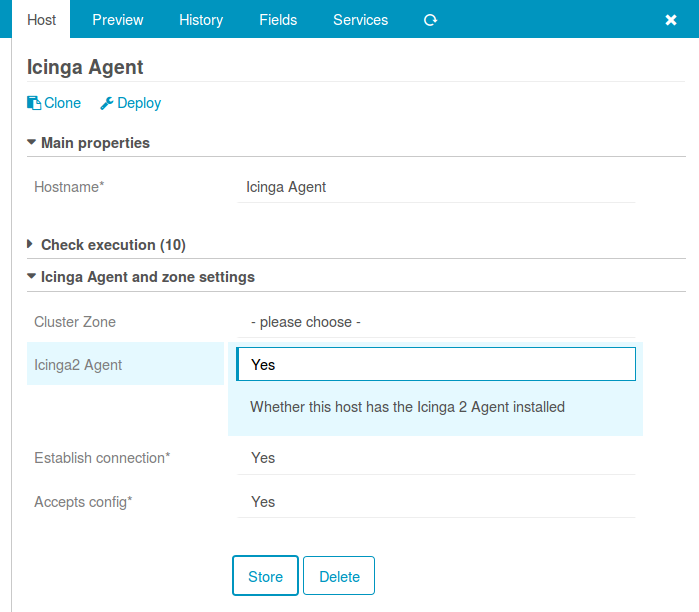 Host Preview History Fields Services
Icinga Agent
Clone Deploy
Main properties
Hostname* Icinga Agent
Check execution (10)
Icinga Agent and zone settings
Cluster Zone - please choose -
Icinga2 Agent Yes
Whether this host has the Icinga 2 Agent installed
Establish connection* Yes
Accepts config* Yes
Store Delete